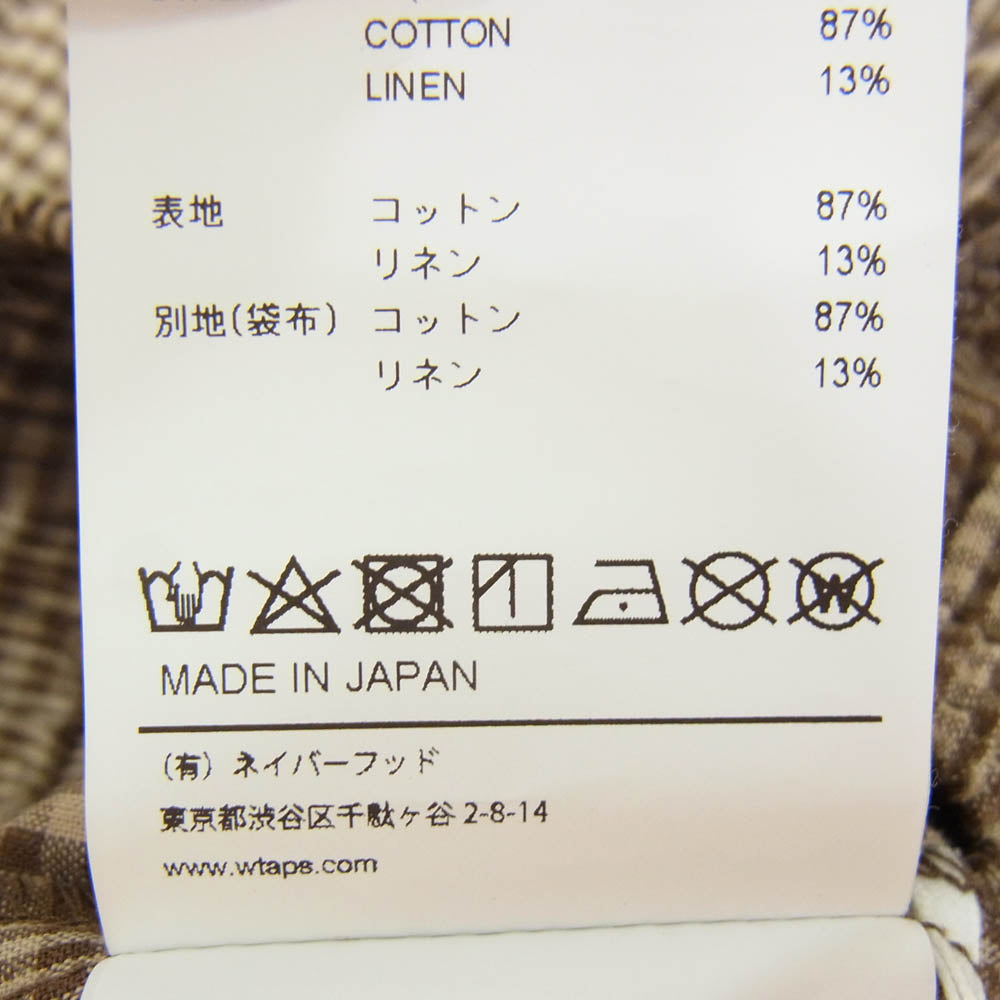 COTTON 87%
LINEN 13%
表地 コットン 87%
リネン 13%
別地(袋布) コットン 87%
リネン 13%
W
MADE IN JAPAN
(有) ネイバーフッド
東京都渋谷区千駄ヶ谷 2-8-14
www.wtaps.com